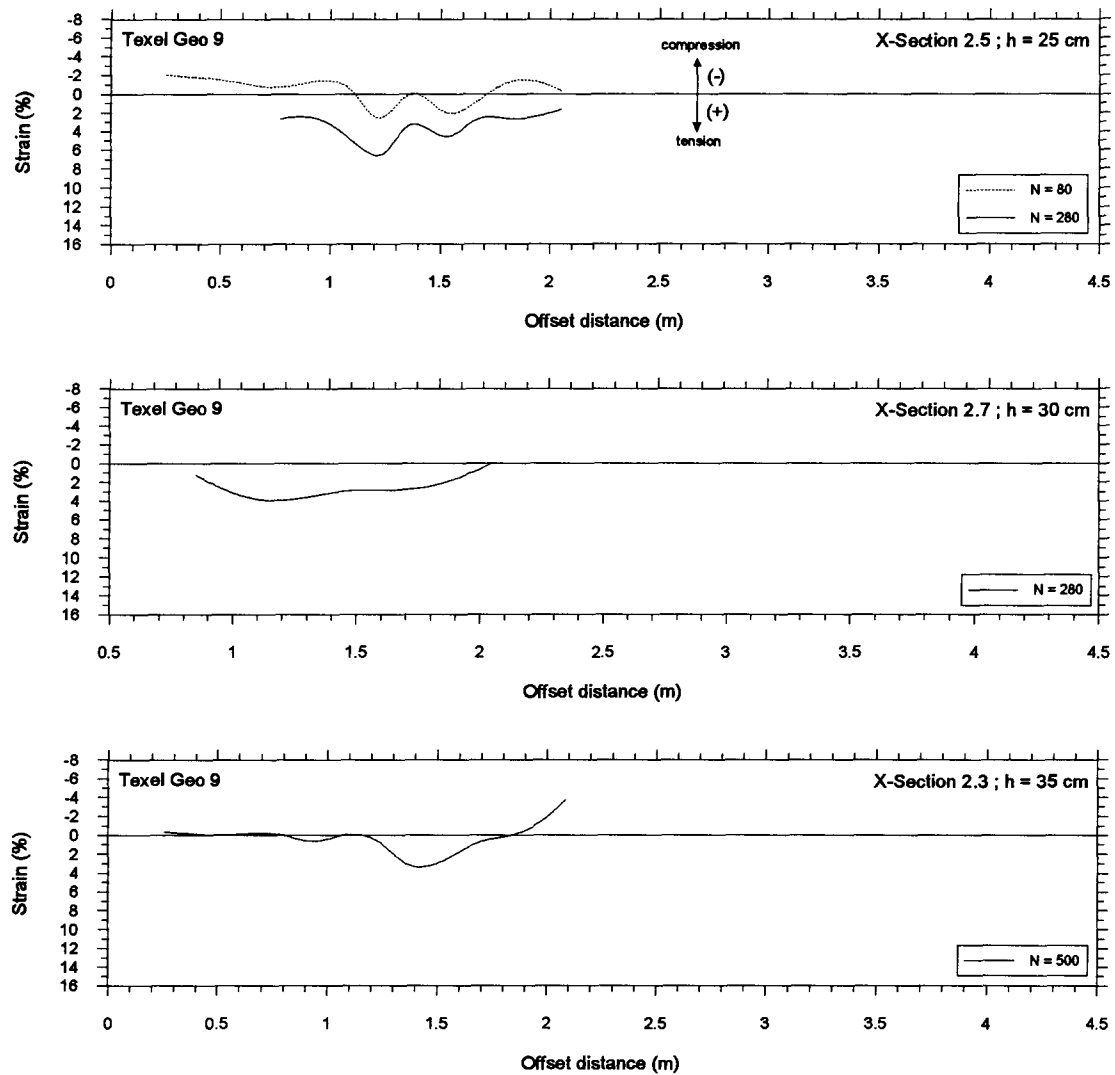 Texel Geo 9
X-Section 2.5 ; h = 25 cm
compression
(-)
(+)
tension
Strain (%)
-8
-6
-4
-2
0
2
4
6
8
10
12
14
16
N = 80
N = 280
0 0.5 1 1.5 2 2.5 3 3.5 4 4.5
Offset distance (m)
Texel Geo 9
X-Section 2.7 ; h = 30 cm
Strain (%)
-8
-6
-4
-2
0
2
4
6
8
10
12
14
16
N = 280
0.5 1 1.5 2 2.5 3 3.5 4 4.5
Offset distance (m)
Texel Geo 9
X-Section 2.3 ; h = 35 cm
Strain (%)
-8
-6
-4
-2
0
2
4
6
8
10
12
14
16
N = 500
0 0.5 1 1.5 2 2.5 3 3.5 4 4.5
Offset distance (m)